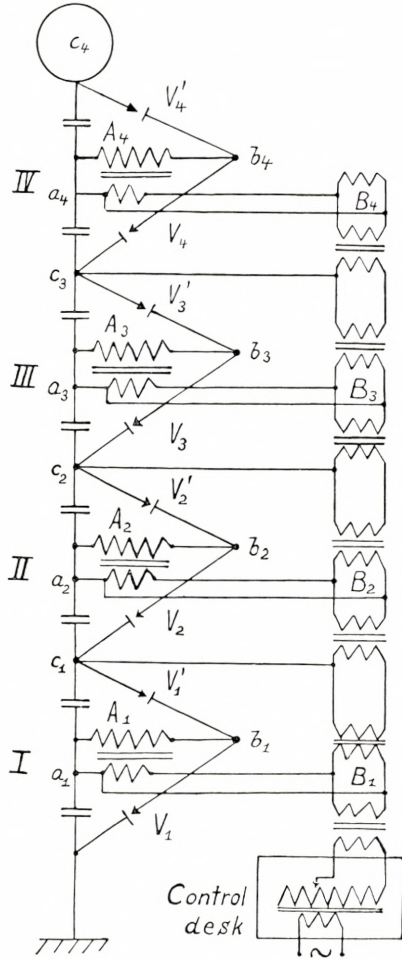 C₄
V₄'
A₄
b₄
IV
a₄
B₄
V₄
C₃
V₃'
A₃
b₃
III
a₃
B₃
V₃
C₂
V₂'
A₂
b₂
II
a₂
B₂
V₂
C₁
V₁'
A₁
b₁
I
a₁
B₁
V₁
Control
desk
~